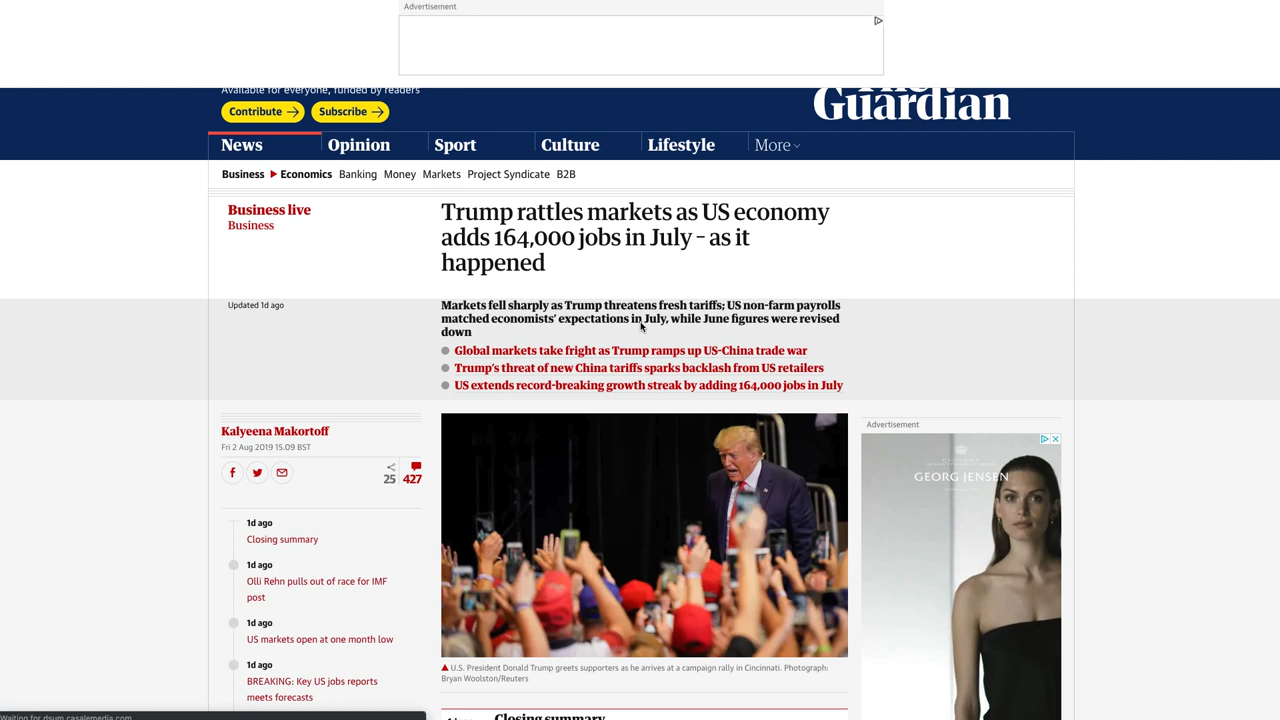 Advertisement
Available for everyone, funded by readers
Contribute
Subscribe
The
Guardian
News
Opinion
Sport
Culture
Lifestyle
More
Business
Economics
Banking
Money
Markets
Project Syndicate
B2B
Business live
Business
Trump rattles markets as US economy
adds 164,000 jobs in July – as it
happened
Updated 1d ago
Markets fell sharply as Trump threatens fresh tariffs; US non-farm payrolls
matched economists’ expectations in July, while June figures were revised
down
Global markets take fright as Trump ramps up US-China trade war
Trump’s threat of new China tariffs sparks backlash from US retailers
US extends record-breaking growth streak by adding 164,000 jobs in July
Kalyeena Makortoff
Fri 2 Aug 2019 15.09 BST
25
427
1d ago
Closing summary
1d ago
Olli Rehn pulls out of race for IMF
post
1d ago
US markets open at one month low
1d ago
BREAKING: Key US jobs reports
meets forecasts
U.S. President Donald Trump greets supporters as he arrives at a campaign rally in Cincinnati. Photograph:
Bryan Woolston/Reuters
Closing summary
Advertisement
GEORG JENSEN
Waiting for dsum.casalemedia.com